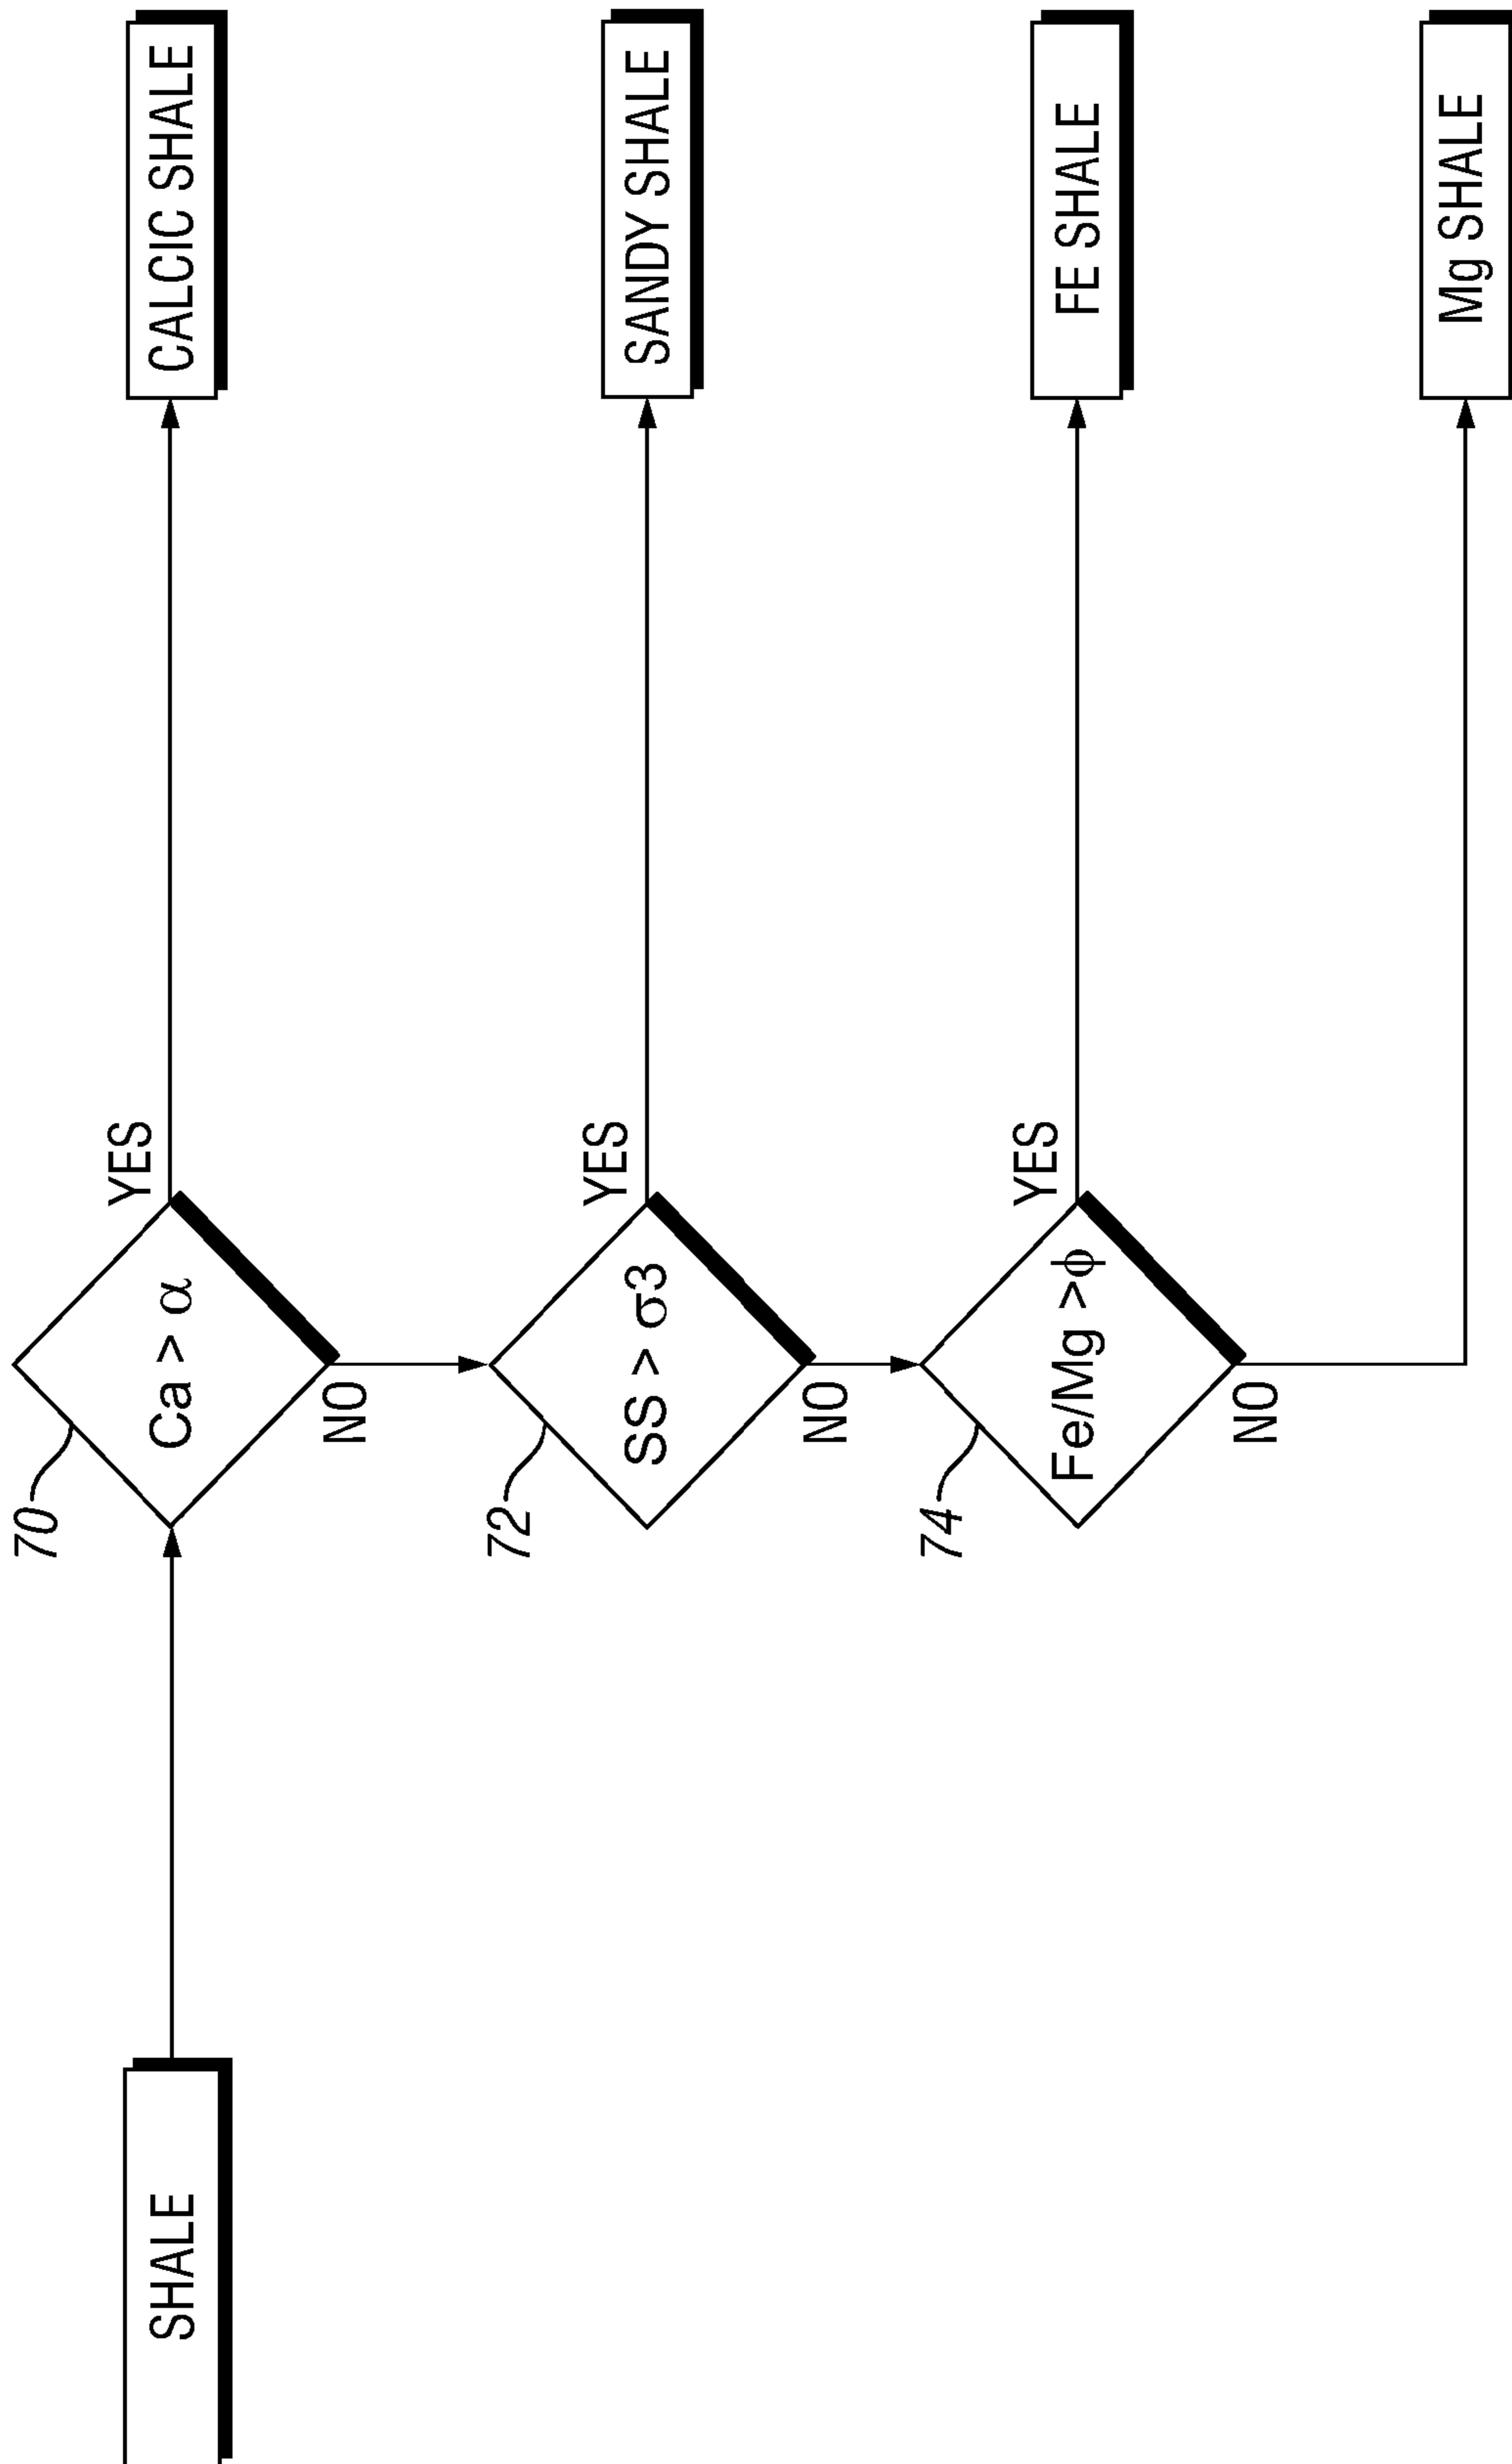 SHALE
70
Ca > α
YES
CALCIC SHALE
NO
72
SS > σ3
YES
SANDY SHALE
NO
74
Fe/Mg >ϕ
YES
FE SHALE
NO
Mg SHALE